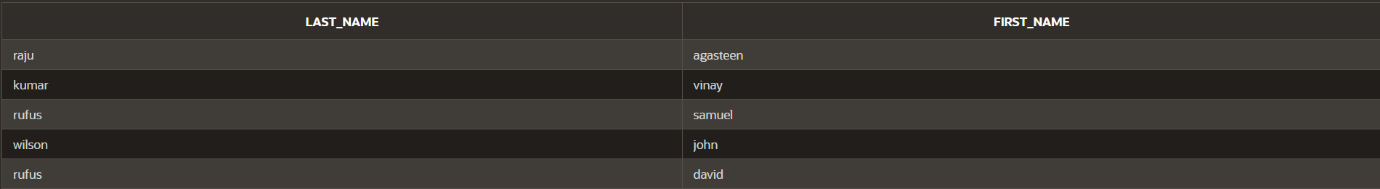 LAST_NAME FIRST_NAME
raju agasteen
kumar vinay
rufus samuel
wilson john
rufus david